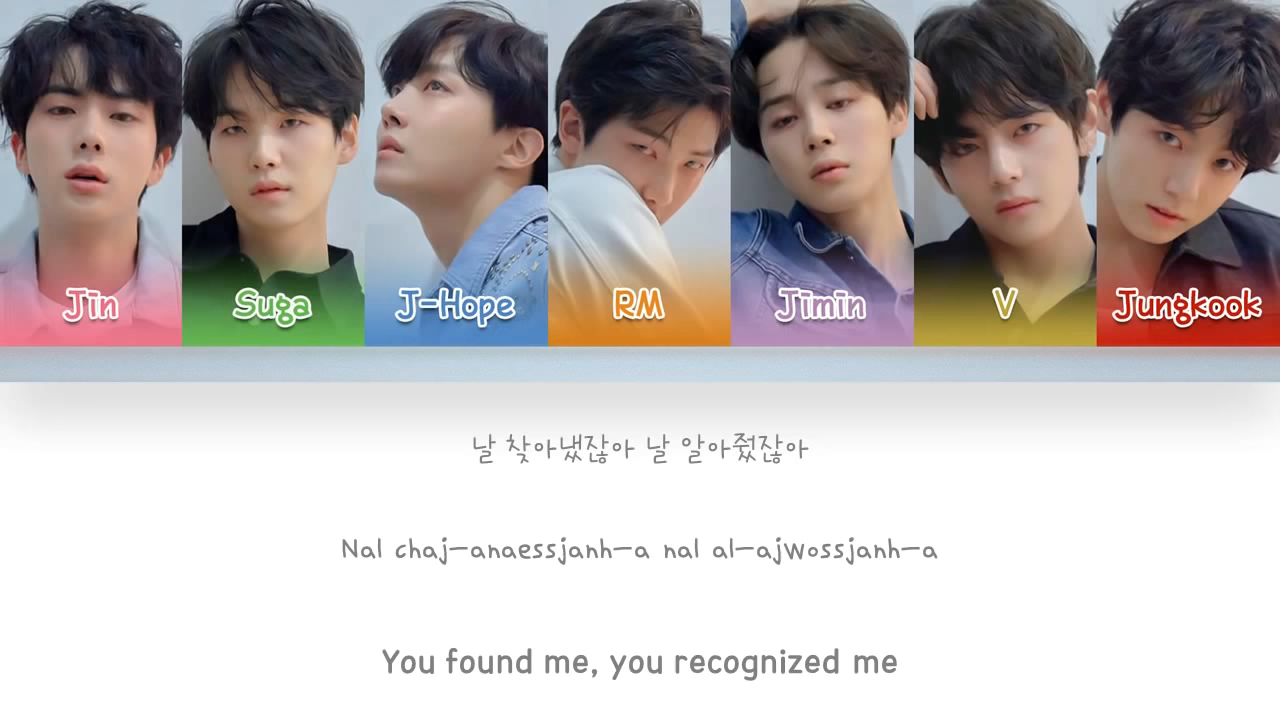 Jin
Suga
J-Hope
RM
Jimin
V
Jungkook
날 찾아냈잖아 날 알아줬잖아
Nal chaj-anaessjanh-a nal al-ajwossjanh-a
You found me, you recognized me